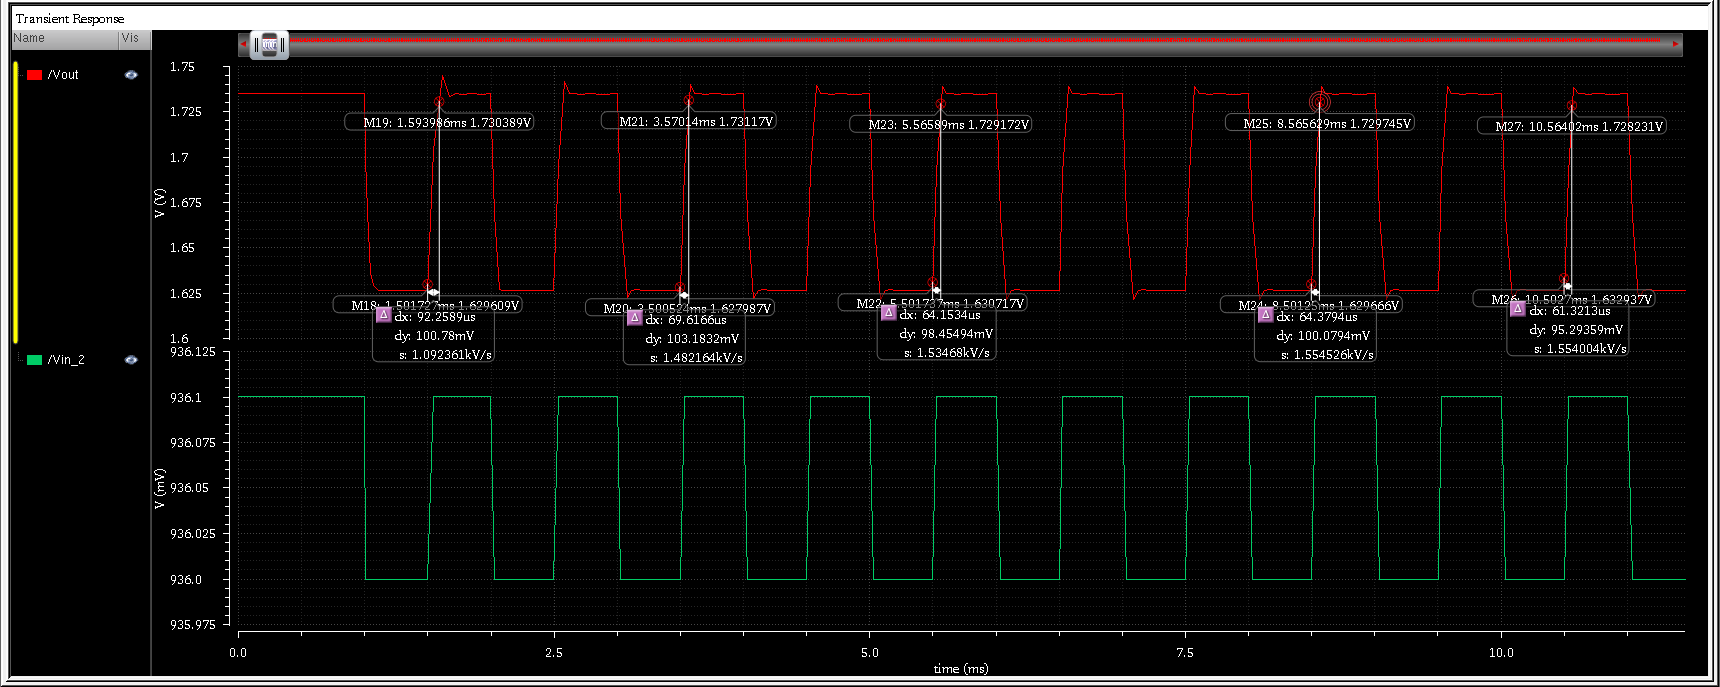 Transient Response
Name Vis
/Vout
1.75
1.725
1.7
1.675
1.65
1.625
1.6
V (V)
M19: 1.593986ms 1.730389V
M21: 3.57014ms 1.73117V
M23: 5.56589ms 1.729172V
M25: 8.565629ms 1.729745V
M27: 10.56402ms 1.728231V
M18: 1.501727ms 1.629609V
M20: 3.500524ms 1.627987V
M22: 5.501737ms 1.630717V
M24: 8.50125ms 1.629666V
M26: 10.5027ms 1.632937V
Δ dx: 92.2589us
dy: 100.78mV
s: 1.092361kV/s
Δ dx: 69.6166us
dy: 103.1832mV
s: 1.482164kV/s
Δ dx: 64.1534us
dy: 98.45494mV
s: 1.53468kV/s
Δ dx: 64.3794us
dy: 100.0794mV
s: 1.554526kV/s
Δ dx: 61.3213us
dy: 95.29359mV
s: 1.554004kV/s
/Vin_2
936.125
936.1
936.075
936.05
936.025
936.0
935.975
V (mV)
0.0 2.5 5.0 7.5 10.0
time (ms)